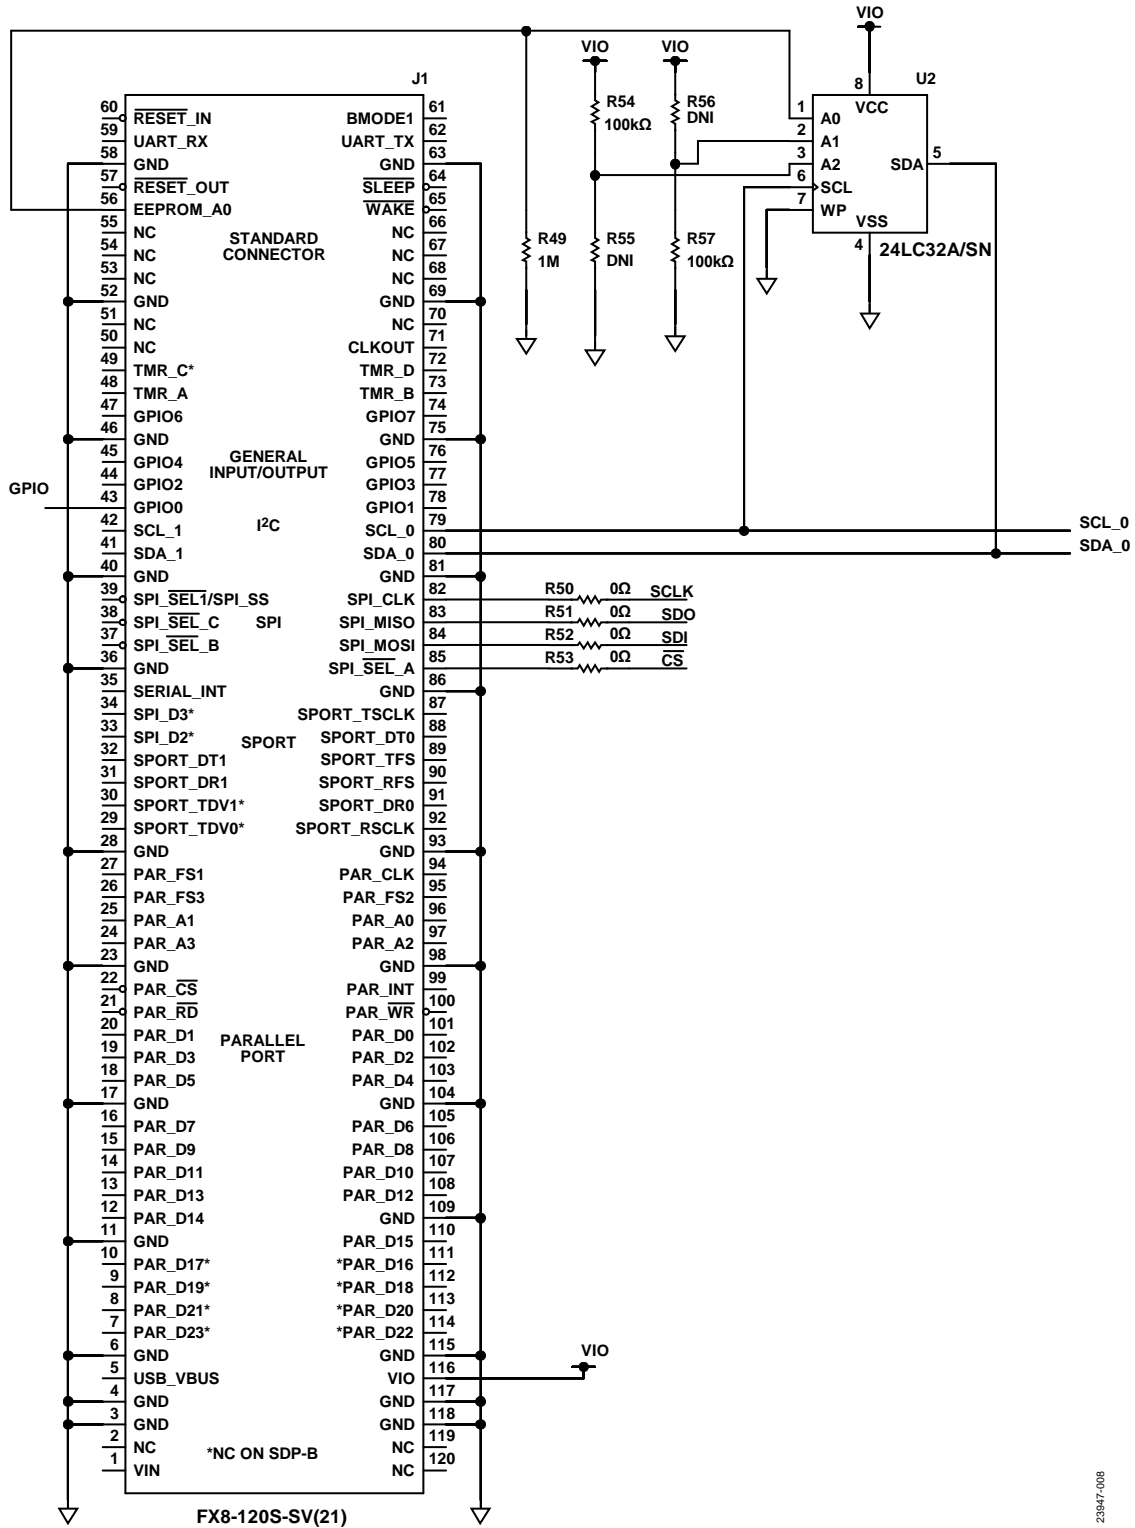 VIO
VIO VIO
J1
R54
100kΩ
R56
DNI
R49
1M
R55
DNI
R57
100kΩ
U2
8
VCC
1 A0
2 A1
3 A2
6 SCL
7 WP
SDA 5
VSS
4
24LC32A/SN
60 RESET_IN BMODE1 61
59 UART_RX UART_TX 62
58 GND GND 63
57 RESET_OUT SLEEP 64
56 EEPROM_A0 WAKE 65
55 NC NC 66
STANDARD
CONNECTOR
54 NC NC 67
53 NC NC 68
52 GND GND 69
51 NC NC 70
50 NC CLKOUT 71
49 TMR_C* TMR_D 72
48 TMR_A TMR_B 73
47 GPIO6 GPIO7 74
46 GND GND 75
GENERAL
INPUT/OUTPUT
45 GPIO4 GPIO5 76
44 GPIO2 GPIO3 77
GPIO 43 GPIO0 GPIO1 78
42 SCL_1 I2C SCL_0 79 SCL_0
41 SDA_1 SDA_0 80 SDA_0
40 GND GND 81
39 SPI_SEL1/SPI_SS SPI_CLK 82 R50 0Ω SCLK
38 SPI_SEL_C SPI SPI_MISO 83 R51 0Ω SDO
37 SPI_SEL_B SPI_MOSI 84 R52 0Ω SDI
36 GND SPI_SEL_A 85 R53 0Ω CS
35 SERIAL_INT GND 86
34 SPI_D3* SPORT_TSCLK 87
33 SPI_D2* SPORT SPORT_DT0 88
32 SPORT_DT1 SPORT_TFS 89
31 SPORT_DR1 SPORT_RFS 90
30 SPORT_TDV1* SPORT_DR0 91
29 SPORT_TDV0* SPORT_RSCLK 92
28 GND GND 93
27 PAR_FS1 PAR_CLK 94
26 PAR_FS3 PAR_FS2 95
25 PAR_A1 PAR_A0 96
24 PAR_A3 PAR_A2 97
23 GND GND 98
22 PAR_CS PAR_INT 99
21 PAR_RD PAR_WR 100
20 PAR_D1 PAR_D0 101
PARALLEL
PORT
19 PAR_D3 PAR_D2 102
18 PAR_D5 PAR_D4 103
17 GND GND 104
16 PAR_D7 PAR_D6 105
15 PAR_D9 PAR_D8 106
14 PAR_D11 PAR_D10 107
13 PAR_D13 PAR_D12 108
12 PAR_D14 GND 109
11 GND PAR_D15 110
10 PAR_D17* *PAR_D16 111
9 PAR_D19* *PAR_D18 112
8 PAR_D21* *PAR_D20 113
7 PAR_D23* *PAR_D22 114
6 GND GND 115
5 USB_VBUS VIO 116 VIO
4 GND GND 117
3 GND GND 118
2 NC NC 119
*NC ON SDP-B
1 VIN NC 120
FX8-120S-SV(21)
23947-008